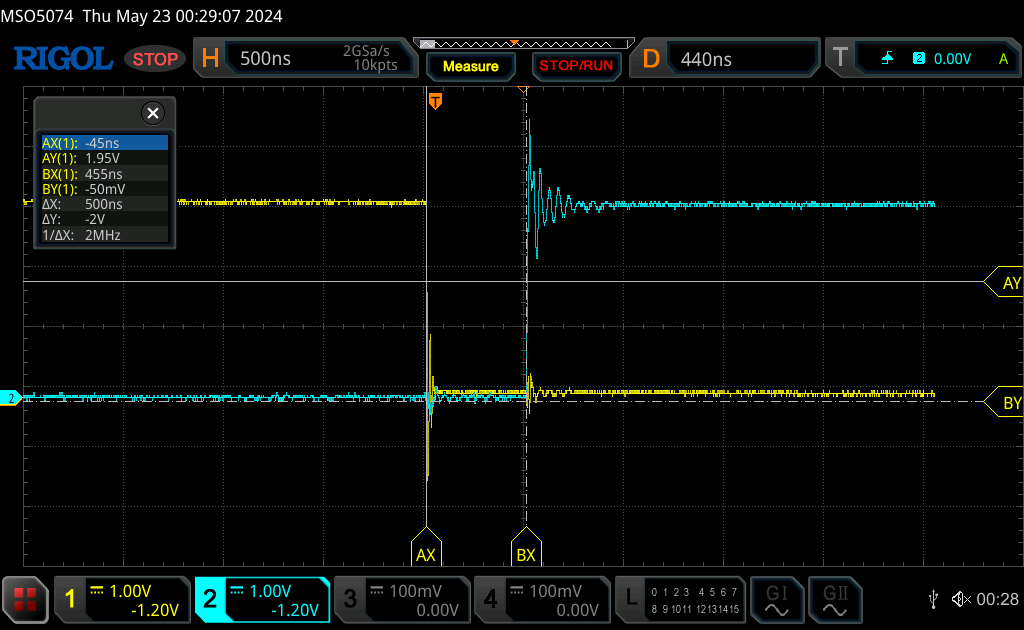 MSO5074  Thu May 23 00:29:07 2024
RIGOL STOP H 500ns 2GSa/s 10kpts Measure STOP/RUN D 440ns T 2 0.00V A
T
AX(1): -45ns
AY(1): 1.95V
BX(1): 455ns
BY(1): -50mV
ΔX: 500ns
ΔY: -2V
1/ΔX: 2MHz
AY
2
BY
AX BX
1 1.00V -1.20V 2 1.00V -1.20V 3 100mV 0.00V 4 100mV 0.00V L 0 1 2 3 4 5 6 7 8 9 10 11 12 13 14 15 GI GII 00:28